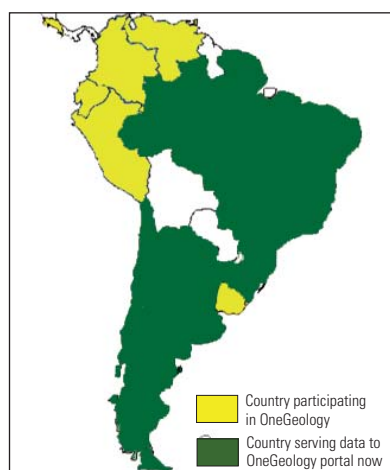 Country participating
in OneGeology
Country serving data to
OneGeology portal now